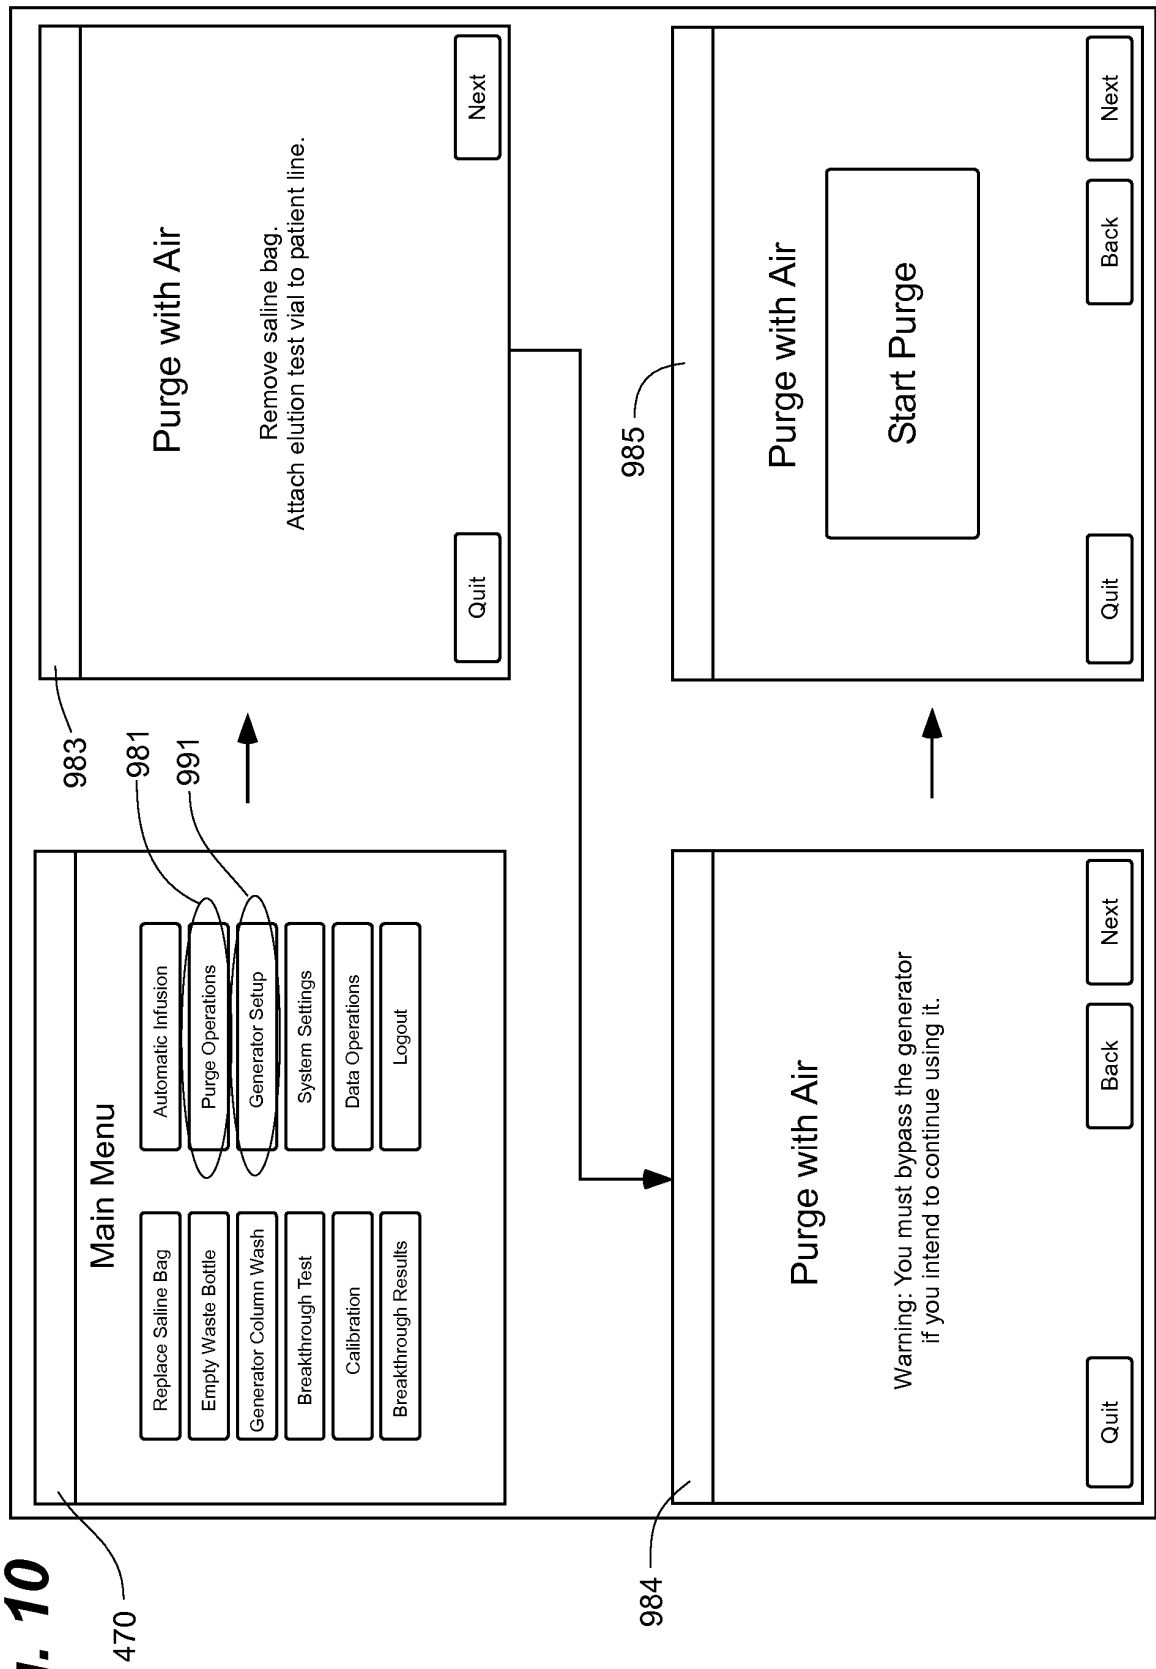 470
Main Menu
Replace Saline Bag
Empty Waste Bottle
Generator Column Wash
Breakthrough Test
Calibration
Breakthrough Results
Automatic Infusion
Purge Operations
Generator Setup
System Settings
Data Operations
Logout
981
991
983
Purge with Air
Remove saline bag.
Attach elution test vial to patient line.
Quit
Next
984
Purge with Air
Warning: You must bypass the generator
if you intend to continue using it.
Quit
Back
Next
985
Purge with Air
Start Purge
Quit
Back
Next
10